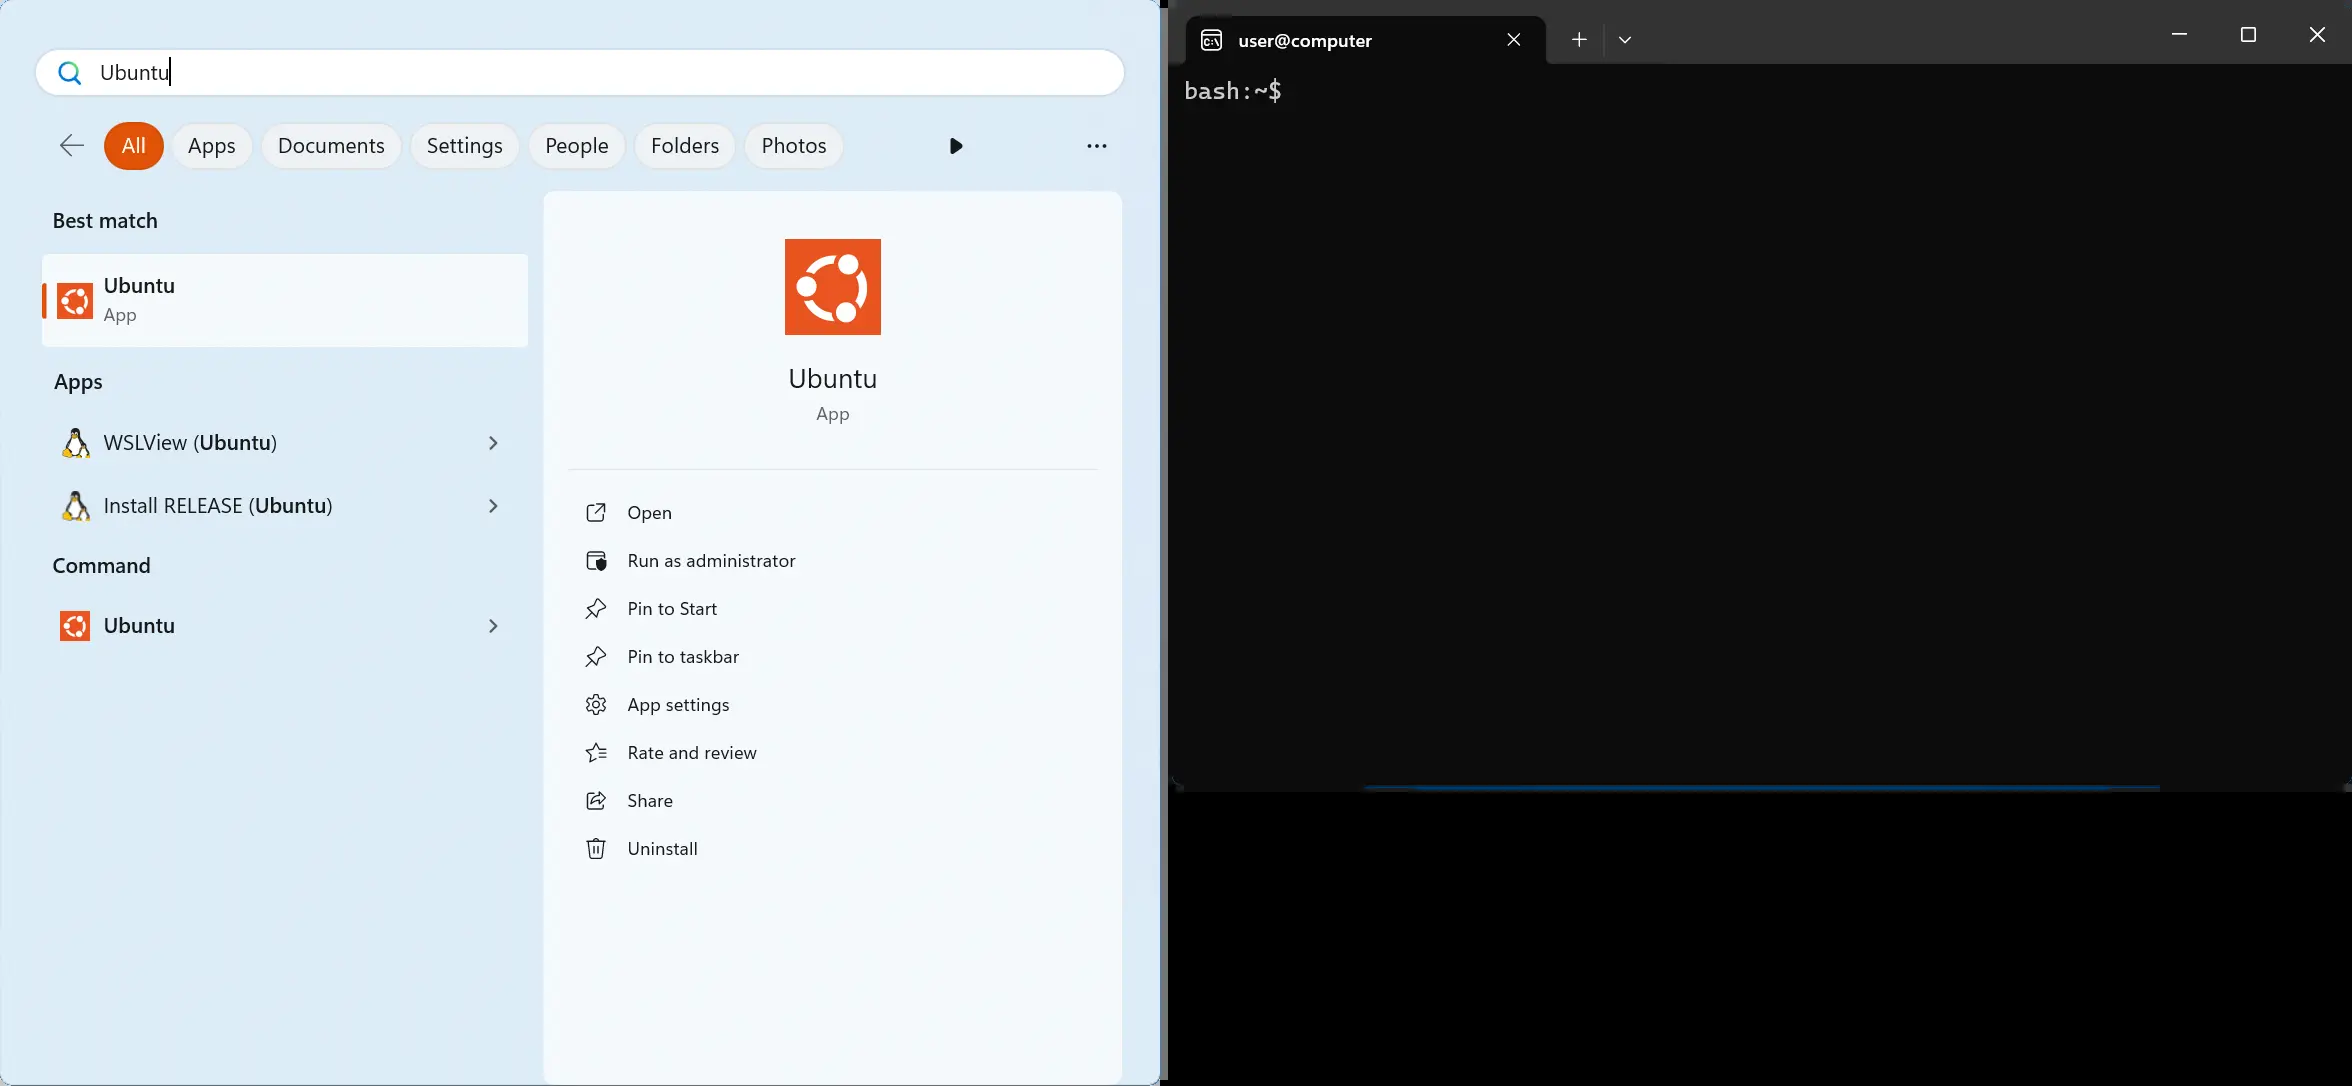 Ubuntu
All Apps Documents Settings People Folders Photos
Best match
Ubuntu
App
Apps
WSLView (Ubuntu)
Install RELEASE (Ubuntu)
Command
Ubuntu
Ubuntu
App
Open
Run as administrator
Pin to Start
Pin to taskbar
App settings
Rate and review
Share
Uninstall
user@computer
bash:~$